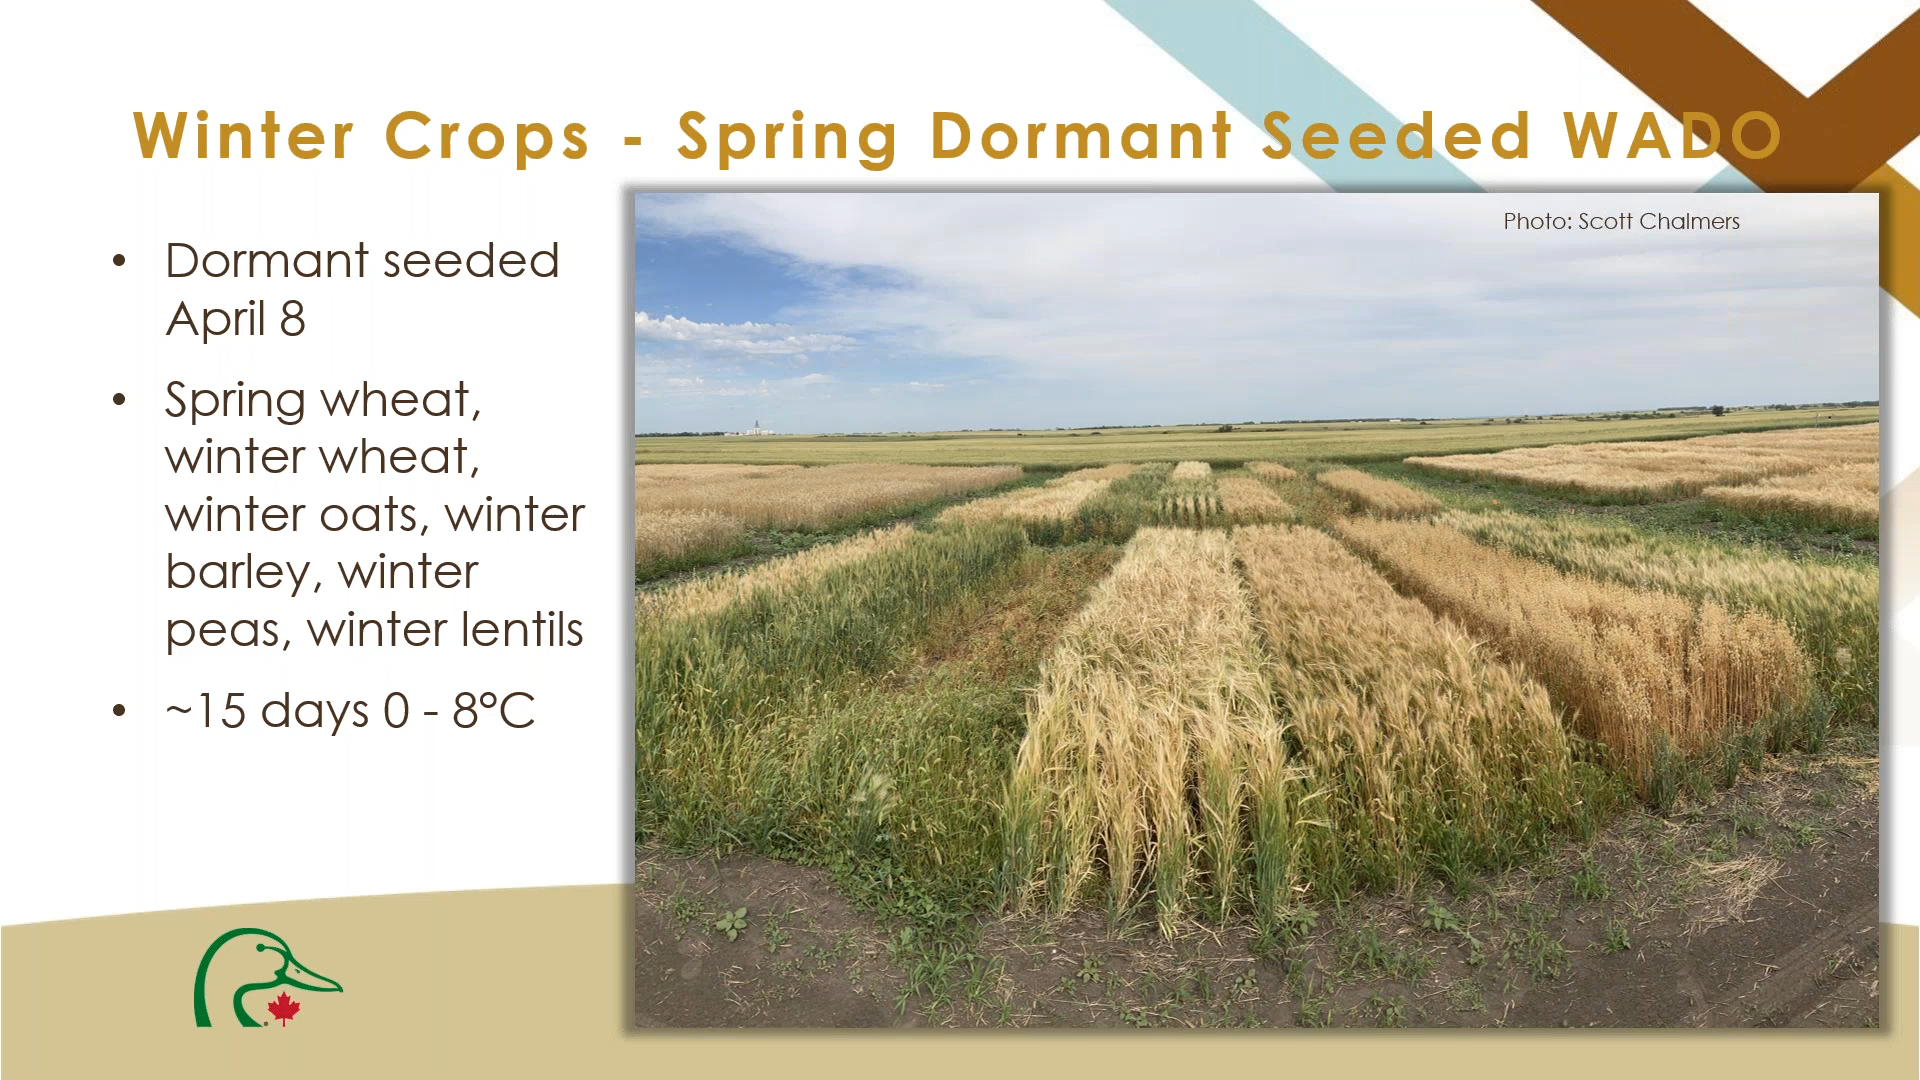 Winter Crops - Spring Dormant Seeded WADO
Photo: Scott Chalmers
• Dormant seeded
April 8
• Spring wheat,
winter wheat,
winter oats, winter
barley, winter
peas, winter lentils
• ~15 days 0 - 8°C